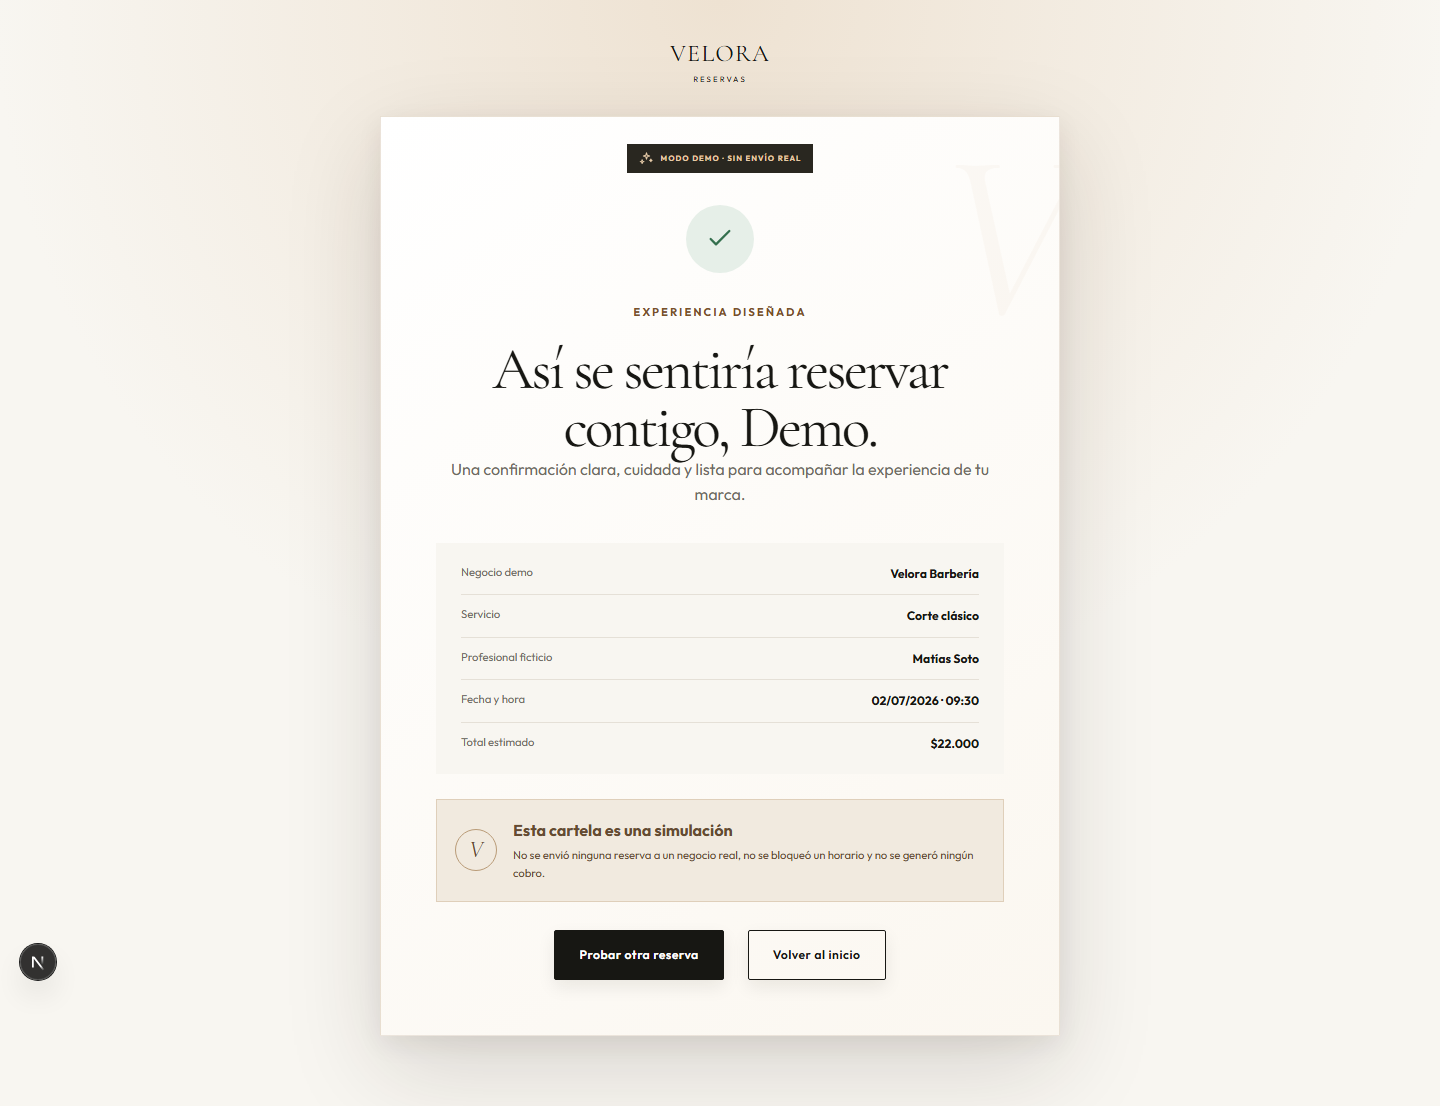 VELORA
RESERVAS
MODO DEMO · SIN ENVÍO REAL
V
EXPERIENCIA DISEÑADA
Así se sentiría reservar
contigo, Demo.
Una confirmación clara, cuidada y lista para acompañar la experiencia de tu
marca.
Negocio demo Velora Barbería
Servicio Corte clásico
Profesional ficticio Matías Soto
Fecha y hora 02/07/2026 · 09:30
Total estimado $22.000
Esta cartela es una simulación
V
No se envió ninguna reserva a un negocio real, no se bloqueó un horario y no se generó ningún
cobro.
Probar otra reserva Volver al inicio
N